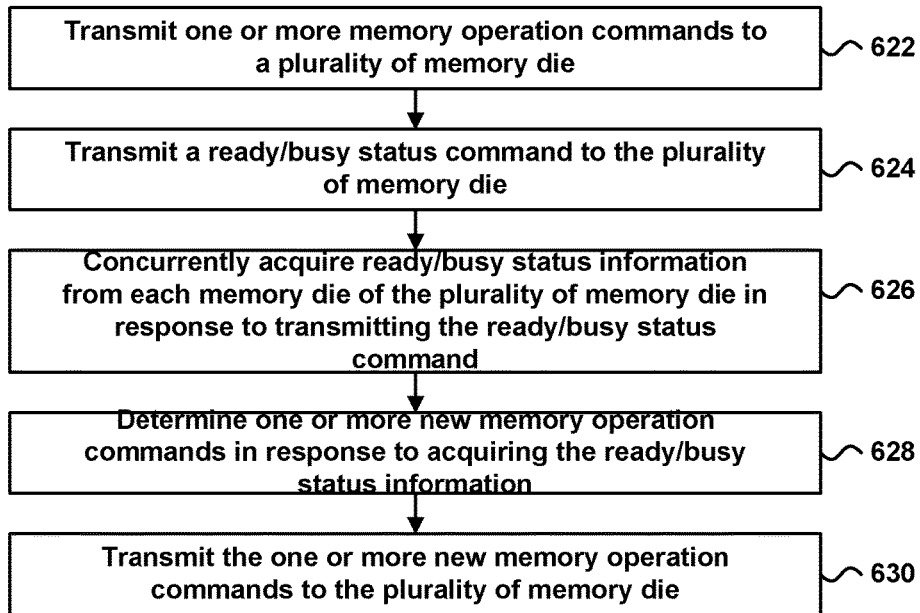 Transmit one or more memory operation commands to
a plurality of memory die
622
Transmit a ready/busy status command to the plurality
of memory die
624
Concurrently acquire ready/busy status information
from each memory die of the plurality of memory die in
response to transmitting the ready/busy status
command
626
Determine one or more new memory operation
commands in response to acquiring the ready/busy
status information
628
Transmit the one or more new memory operation
commands to the plurality of memory die
630